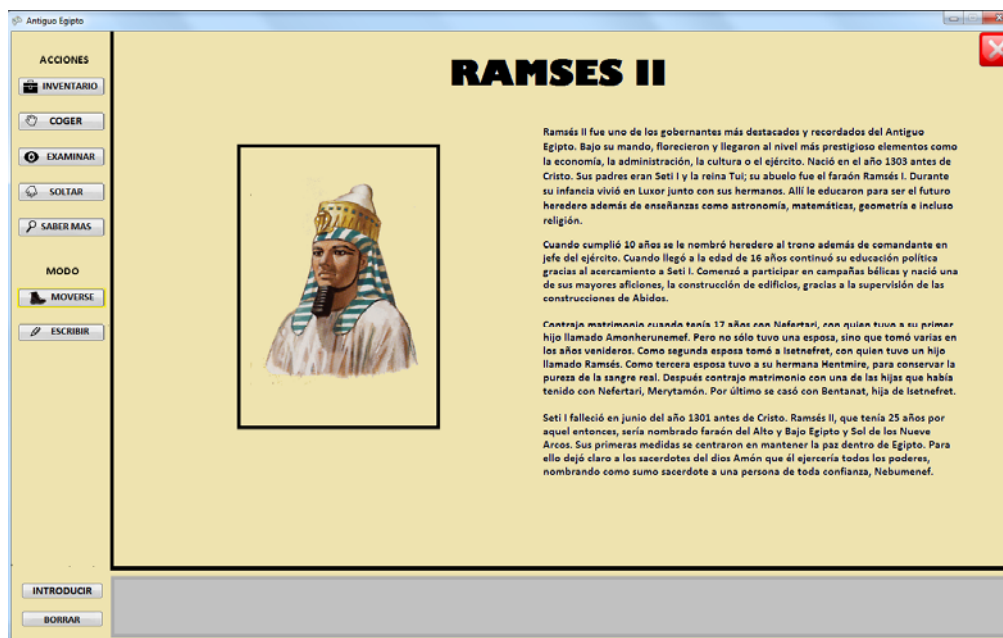 Antiguo Egipto
ACCIONES
INVENTARIO
COGER
EXAMINAR
SOLTAR
SABER MAS
MODO
MOVERSE
ESCRIBIR
INTRODUCIR
BORRAR
RAMSES II
Ramsés II fue uno de los gobernantes más destacados y recordados del Antiguo
Egipto. Bajo su mando, florecieron y llegaron al nivel más prestigioso elementos como
la economía, la administración, la cultura o el ejército. Nació en el año 1303 antes de
Cristo. Sus padres eran Seti I y la reina Tui; su abuelo fue el faraón Ramsés I. Durante
su infancia vivió en Luxor junto con sus hermanos. Allí le educaron para ser el futuro
heredero además de enseñanzas como astronomía, matemáticas, geometría e incluso
religión.
Cuando cumplió 10 años se le nombró heredero al trono además de comandante en
jefe del ejército. Cuando llegó a la edad de 16 años continuó su educación política
gracias al acercamiento a Seti I. Comenzó a participar en campañas bélicas y nació una
de sus mayores aficiones, la construcción de edificios, gracias a la supervisión de las
construcciones de Abidos.
Contrajo matrimonio cuando tenía 17 años con Nefertari, con quien tuvo a su primer
hijo llamado Amonherunemef. Pero no sólo tuvo una esposa, sino que tomó varias en
los años venideros. Como segunda esposa tomó a Isetnefret, con quien tuvo un hijo
llamado Ramsés. Como tercera esposa tuvo a su hermana Hentmire, para conservar la
pureza de la sangre real. Después contrajo matrimonio con una de las hijas que había
tenido con Nefertari, Merytamón. Por último se casó con Bentanat, hija de Isetnefret.
Seti I falleció en junio del año 1301 antes de Cristo. Ramsés II, que tenía 25 años por
aquel entonces, sería nombrado faraón del Alto y Bajo Egipto y Sol de los Nueve
Arcos. Sus primeras medidas se centraron en mantener la paz dentro de Egipto. Para
ello dejó claro a los sacerdotes del dios Amón que él ejercería todos los poderes,
nombrando como sumo sacerdote a una persona de toda confianza, Nebumenef.